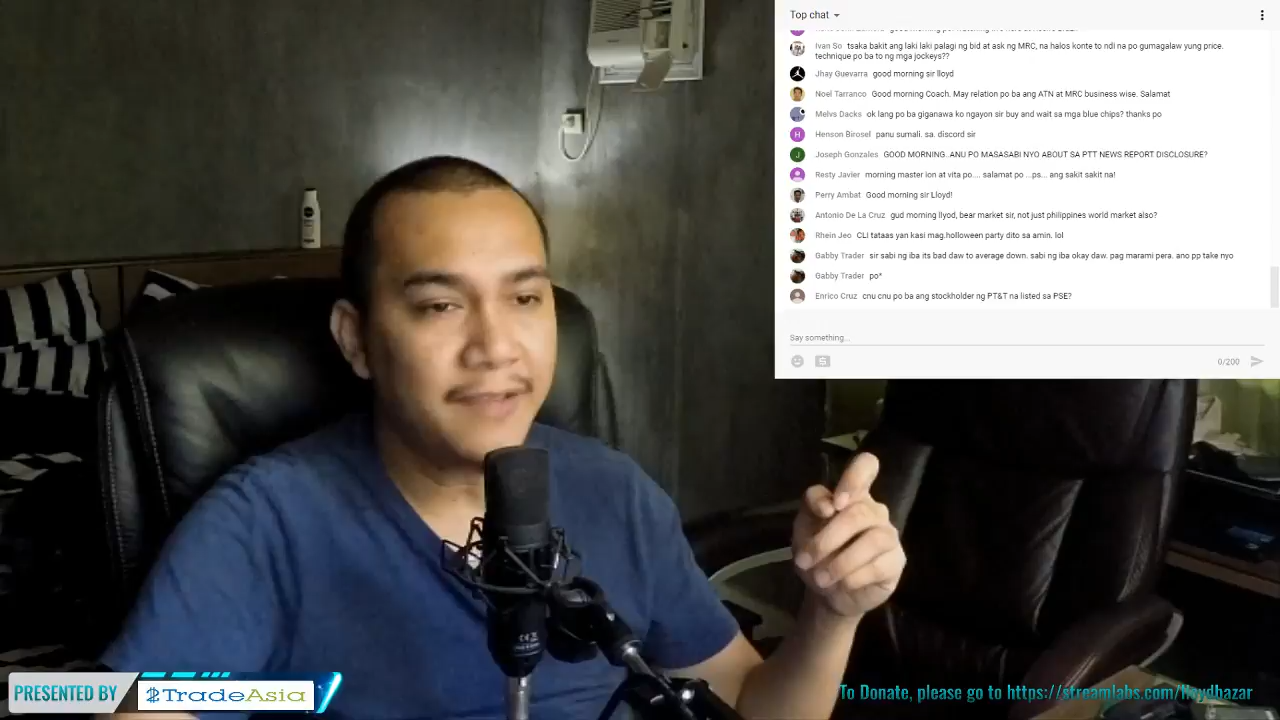 Top chat
Ivan So tsaka bakit ang laki laki palagi ng bid at ask ng MRC, na halos konte to ndi na po gumagalaw yung price.
technique po ba to ng mga jockeys??
Jhay Guevarra good morning sir lloyd
Noel Tarranco Good morning Coach. May relation po ba ang ATN at MRC business wise. Salamat
Melvs Dacks ok lang po ba giganawa ko ngayon sir buy and wait sa mga blue chips? thanks po
H Henson Birosel panu sumali. sa. discord sir
J Joseph Gonzales GOOD MORNING. ANU PO MASASABI NYO ABOUT SA PTT NEWS REPORT DISCLOSURE?
Resty Javier morning master ion at vita po.... salamat po ...ps... ang sakit sakit na!
Perry Ambat Good morning sir Lloyd!
Antonio De La Cruz gud morning llyod, bear market sir, not just philippines world market also?
Rhein Jeo CLI tataas yan kasi mag.holloween party dito sa amin. lol
Gabby Trader sir sabi ng iba its bad daw to average down. sabi ng iba okay daw. pag marami pera. ano pp take nyo
Gabby Trader po*
Enrico Cruz cnu cnu po ba ang stockholder ng PT&T na listed sa PSE?
Say something...
0/200
NIVEA
PRESENTED BY $TradeAsia
To Donate, please go to https://streamlabs.com/lloydbazar